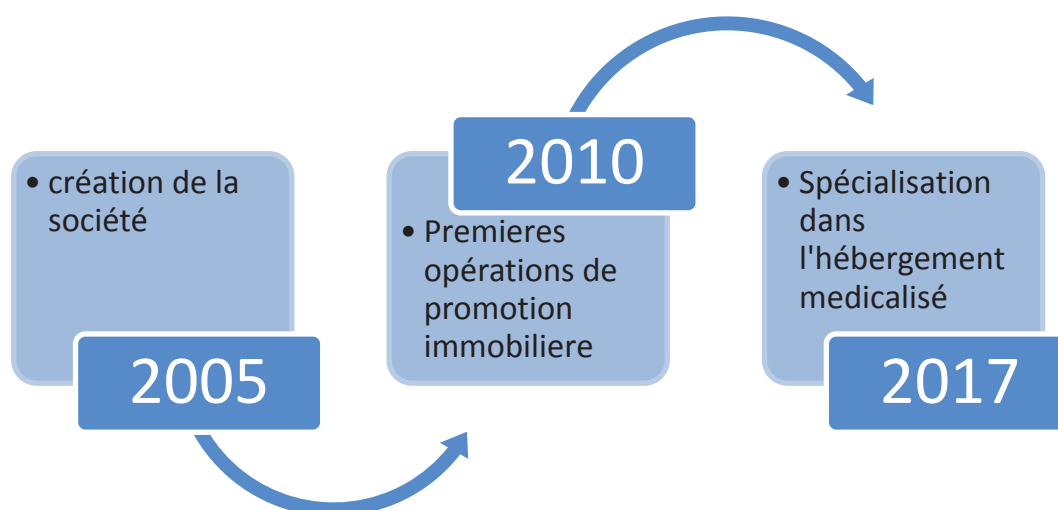 • création de la
société
2005
2010
• Premieres
opérations de
promotion
immobiliere
• Spécialisation
dans
l'hébergement
medicalisé
2017